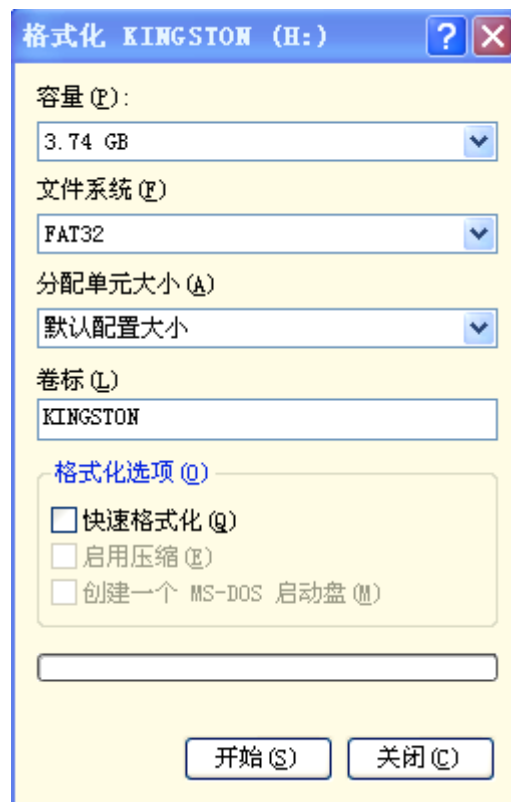 格式化 KINGSTON (H:)
?
容量(P):
3.74 GB
文件系统(F)
FAT32
分配单元大小(A)
默认配置大小
卷标(L)
KINGSTON
格式化选项(O)
快速格式化(Q)
启用压缩(E)
创建一个 MS-DOS 启动盘(M)
开始(S) 关闭(C)